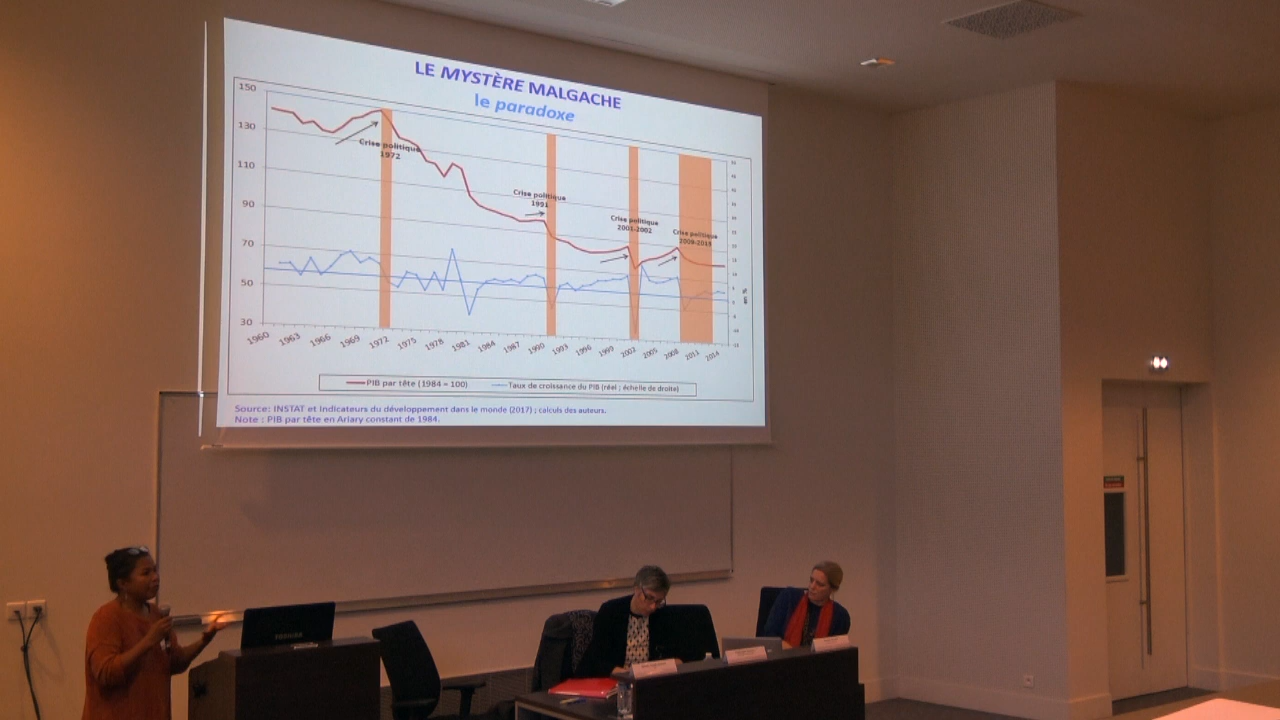 LE MYSTÈRE MALGACHE
le paradoxe
150
130
110
90
70
50
30
Crise politique
1972
Crise politique
1991
Crise politique
2001-2002
Crise politique
2009-2013
1960 1963 1966 1969 1972 1975 1978 1981 1984 1987 1990 1993 1996 1999 2002 2005 2008 2011 2014
PIB par tête (1984 = 100)
Taux de croissance du PIB (réel ; échelle de droite)
Source: INSTAT et Indicateurs du développement dans le monde (2017) ; calculs des auteurs.
Note : PIB par tête en Ariary constant de 1984.
TOSHIBA